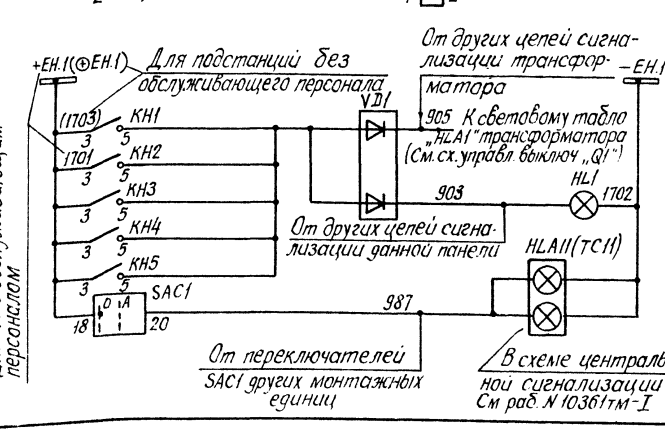 +ЕН.1(⊕ЕН.1)
Для подстанций без
обслуживающего персонала
От других цепей сигна-
лизации трансфор-
матора
−ЕН.1
(1703)
КН1
3
5
VD1
905
К световому табло
„HLA1" трансформатора
(См.сх.управл.выключ „Q1")
1701
КН2
3
5
КН3
3
5
903
HL1
1702
КН4
3
5
От других цепей сигна-
лизации данной панели
HLA11(ТС11)
КН5
3
5
SAC1
О А
18
20
987
От переключателей
SAC1 других монтажных
единиц
В схеме централь
ной сигнализации
См раб. N 10361тм-I
персоналом